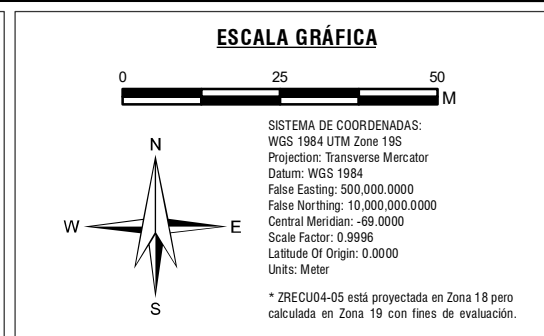 ESCALA GRÁFICA
0 25 50
M
N
W E
S
SISTEMA DE COORDENADAS:
WGS 1984 UTM Zone 19S
Projection: Transverse Mercator
Datum: WGS 1984
False Easting: 500,000.0000
False Northing: 10,000,000.0000
Central Meridian: -69.0000
Scale Factor: 0.9996
Latitude Of Origin: 0.0000
Units: Meter
* ZRECU04-05 está proyectada en Zona 18 pero
calculada en Zona 19 con fines de evaluación.